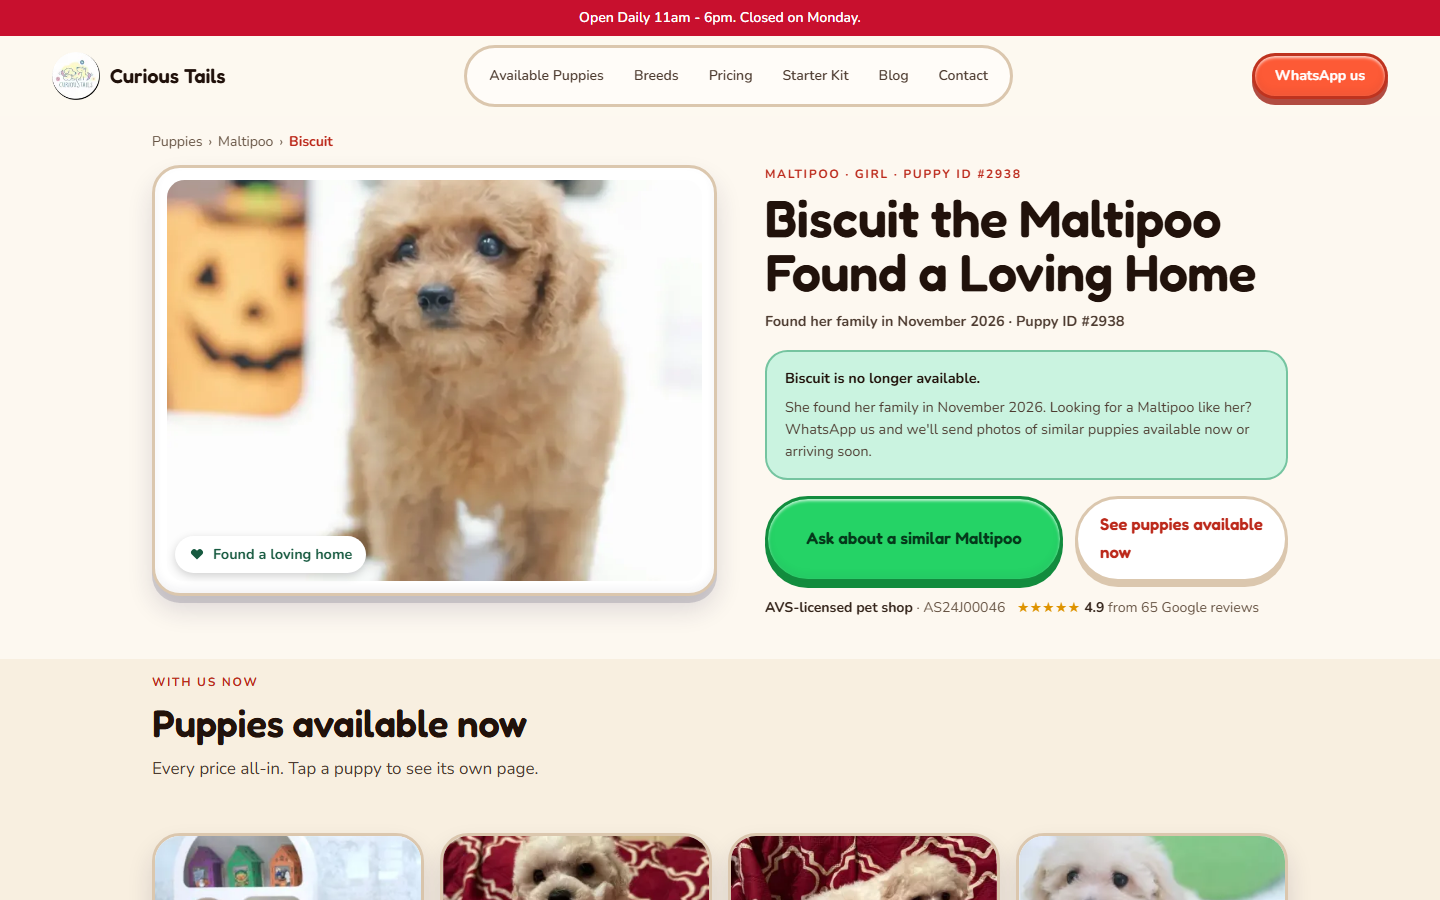 Open Daily 11am - 6pm. Closed on Monday.
Curious Tails
Available Puppies
Breeds
Pricing
Starter Kit
Blog
Contact
WhatsApp us
Puppies › Maltipoo › Biscuit
Found a loving home
MALTIPOO · GIRL · PUPPY ID #2938
Biscuit the Maltipoo
Found a Loving Home
Found her family in November 2026 · Puppy ID #2938
Biscuit is no longer available.
She found her family in November 2026. Looking for a Maltipoo like her?
WhatsApp us and we'll send photos of similar puppies available now or
arriving soon.
Ask about a similar Maltipoo
See puppies available
now
AVS-licensed pet shop · AS24J00046 ★★★★★ 4.9 from 65 Google reviews
WITH US NOW
Puppies available now
Every price all-in. Tap a puppy to see its own page.